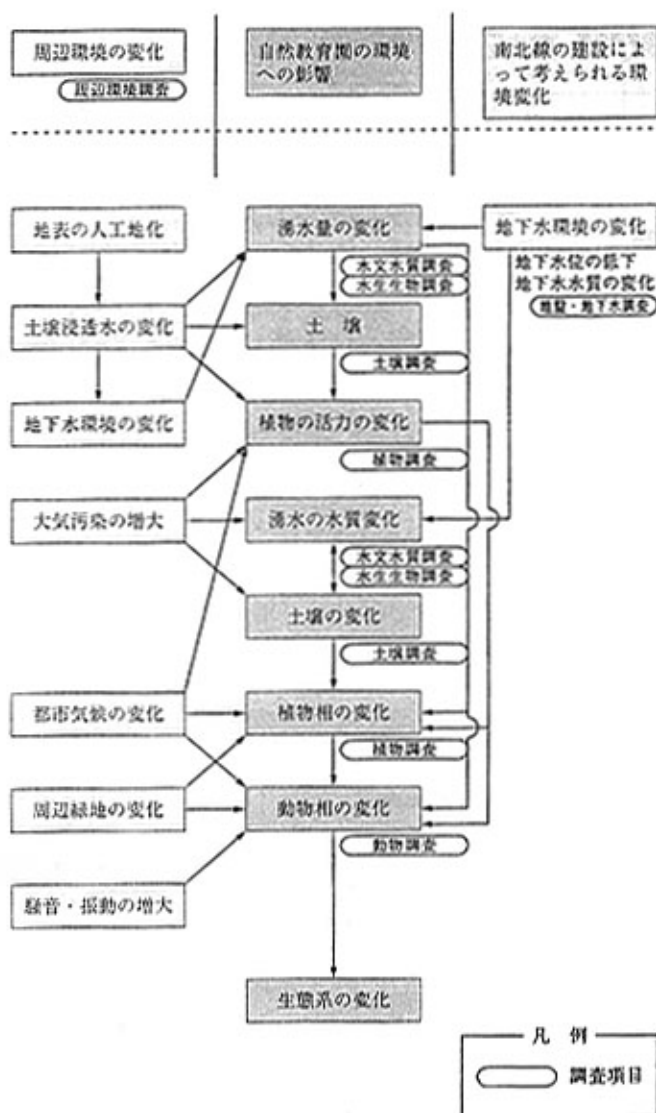 周辺環境の変化
周辺環境調査
自然教育園の環境
への影響
南北線の建設によ
って考えられる環
境変化
地表の人工地化
湧水量の変化
地下水環境の変化
水文水質調査
水生生物調査
地下水位の低下
地下水水質の変化
地盤・地下水調査
土壌浸透水の変化
土壌
土壌調査
地下水環境の変化
植物の活力の変化
植物調査
大気汚染の増大
湧水の水質変化
水文水質調査
水生生物調査
土壌の変化
土壌調査
都市気候の変化
植物相の変化
植物調査
周辺緑地の変化
動物相の変化
動物調査
騒音・振動の増大
生態系の変化
凡例
調査項目